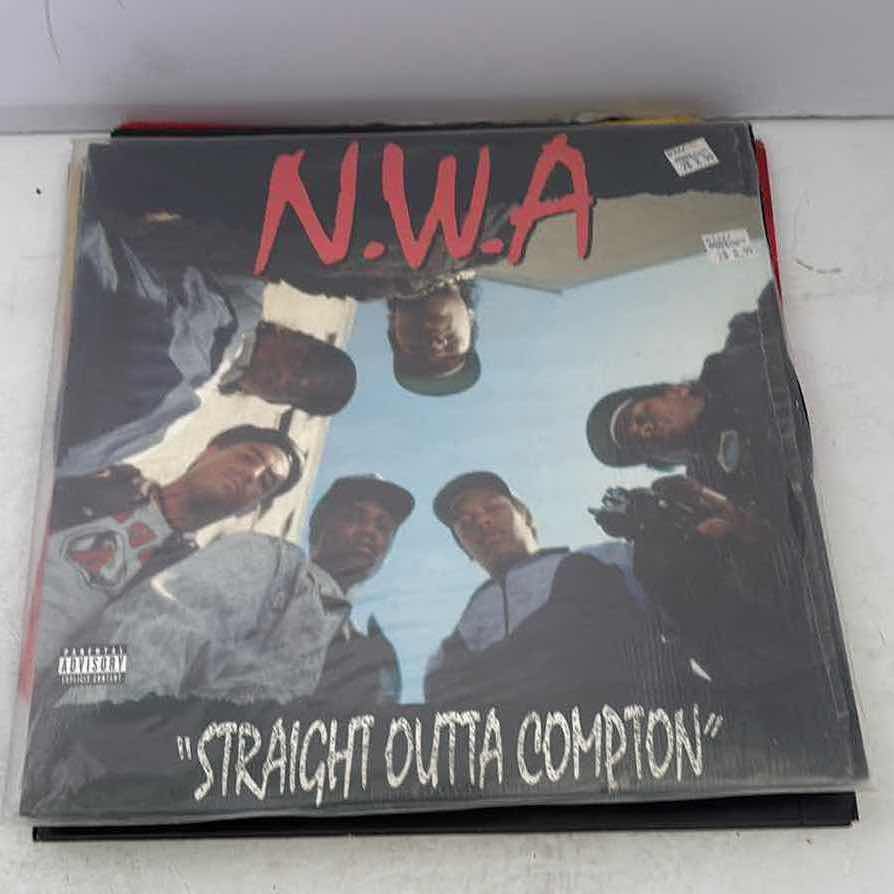 N.W.A
PARENTAL
ADVISORY
EXPLICIT CONTENT
"STRAIGHT OUTTA COMPTON"